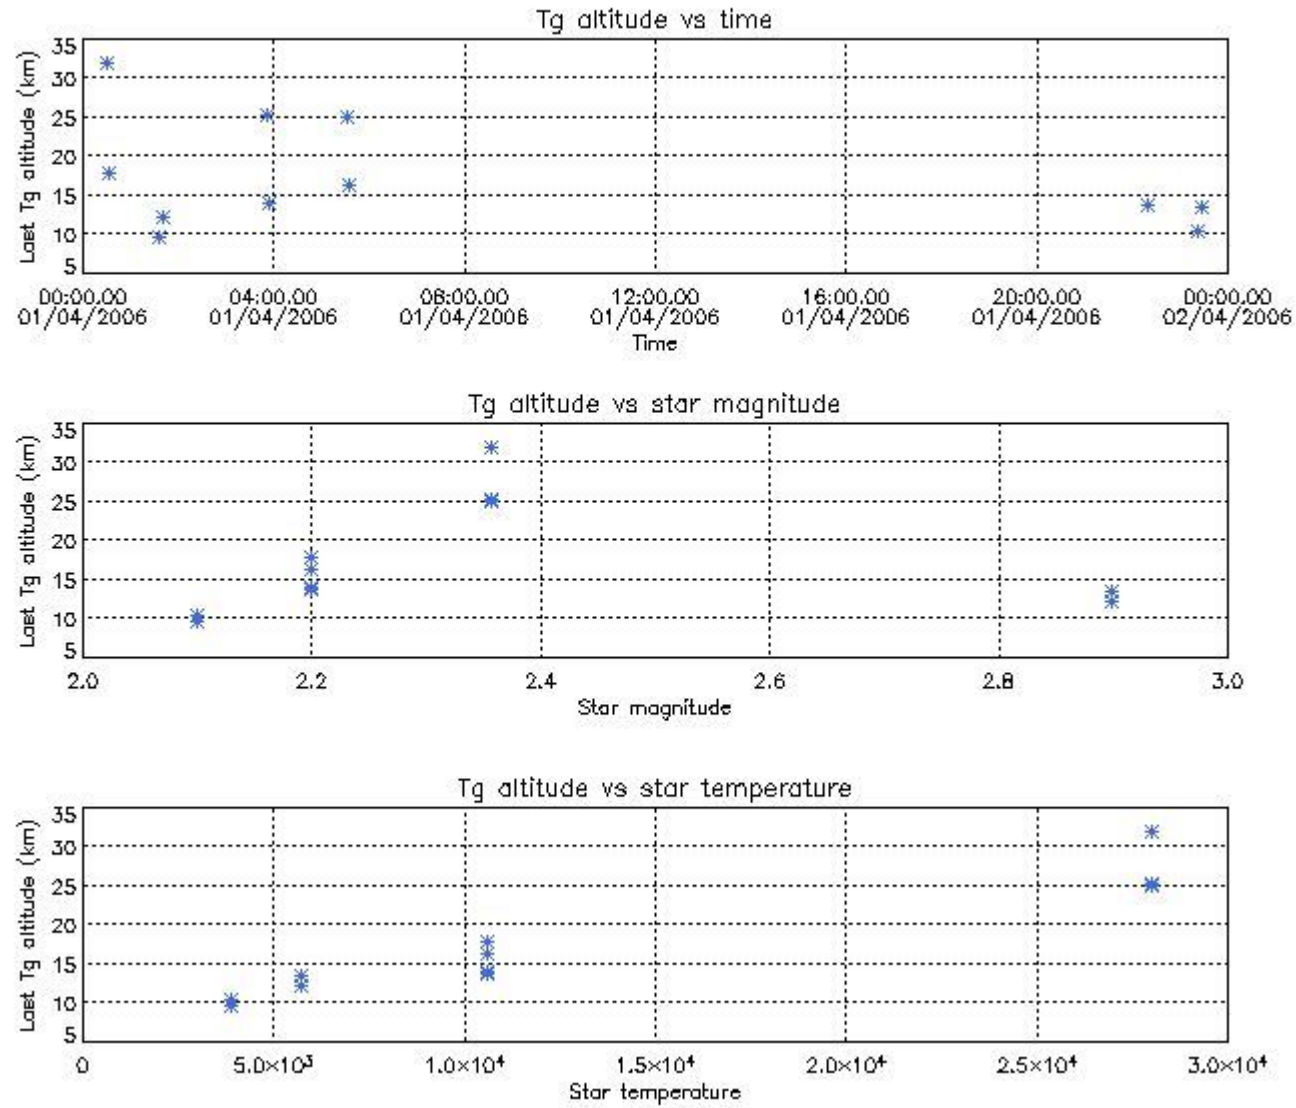 Tg altitude vs time
Last Tg altitude (km)
35
30
25
20
15
10
5
00:00.00 04:00.00 08:00.00 12:00.00 16:00.00 20:00.00 00:00.00
01/04/2006 01/04/2006 01/04/2006 01/04/2006 01/04/2006 01/04/2006 02/04/2006
Time
Tg altitude vs star magnitude
Last Tg altitude (km)
35
30
25
20
15
10
5
2.0 2.2 2.4 2.6 2.8 3.0
Star magnitude
Tg altitude vs star temperature
Last Tg altitude (km)
35
30
25
20
15
10
5
0 5.0×10³ 1.0×10⁴ 1.5×10⁴ 2.0×10⁴ 2.5×10⁴ 3.0×10⁴
Star temperature